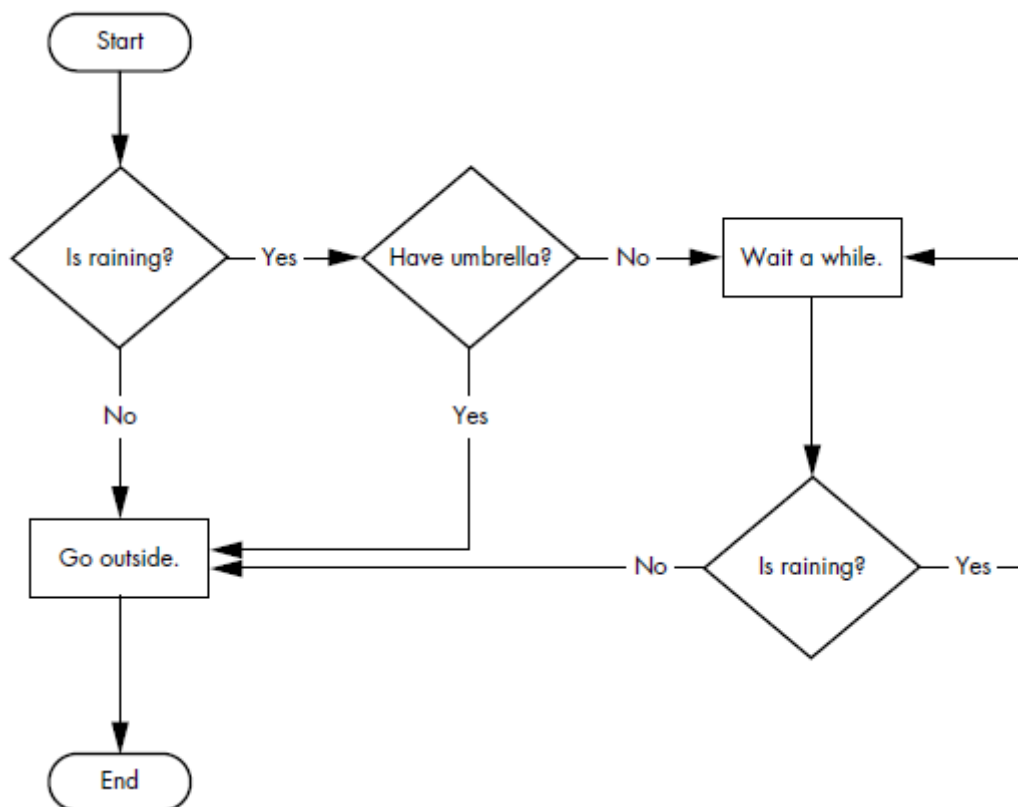 Start
Is raining?
Yes
Have umbrella?
No
Wait a while.
No
Yes
Go outside.
No
Is raining?
Yes
End